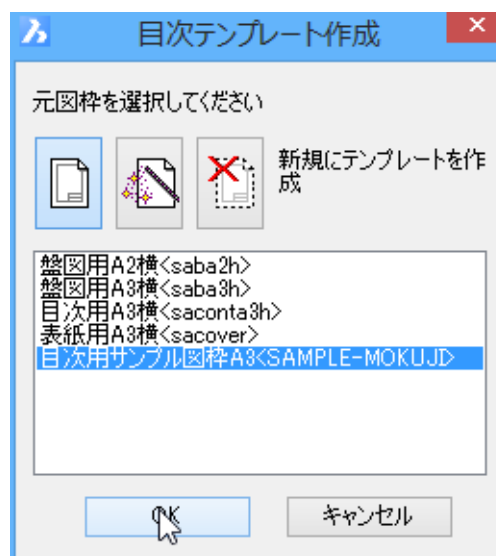 目次テンプレート作成
元図枠を選択してください
新規にテンプレートを作
成
盤図用A2横<saba2h>
盤図用A3横<saba3h>
目次用A3横<saconta3h>
表紙用A3横<sacover>
目次用サンプル図枠A3<SAMPLE-MOKUJI>
OK
キャンセル